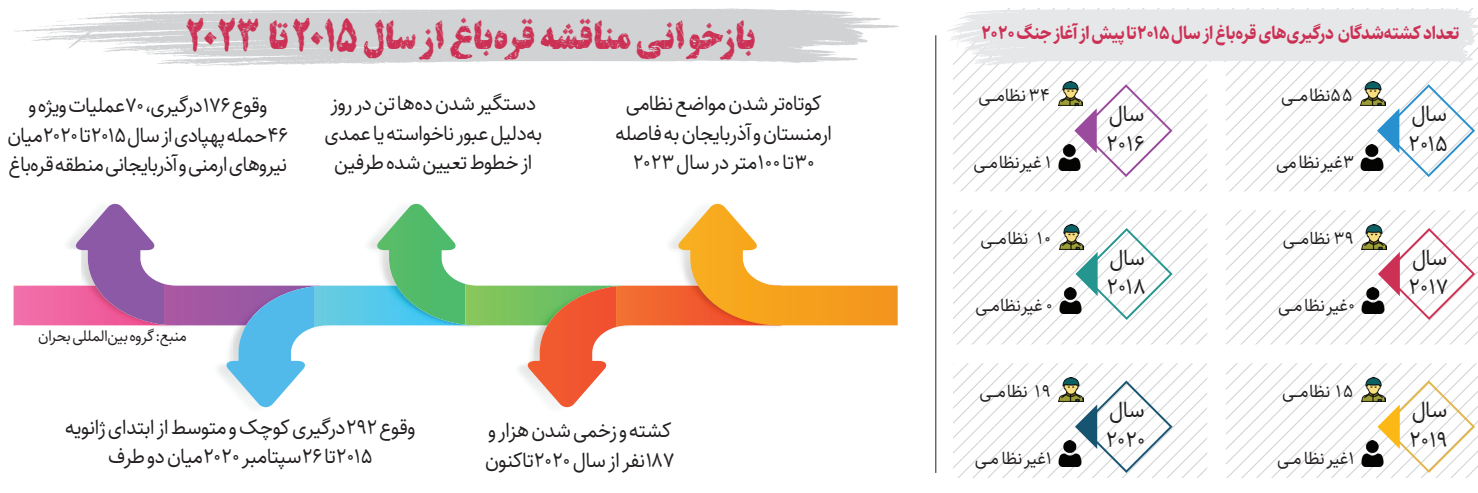 تعداد کشته‌شدگان درگیری‌های قره‌باغ از سال ۲۰۱۵ تا پیش از آغاز جنگ ۲۰۲۰
سال
۲۰۱۵
۵۵ نظامی
۳ غیرنظامی
سال
۲۰۱۶
۳۴ نظامی
۱ غیرنظامی
سال
۲۰۱۷
۳۹ نظامی
۰ غیرنظامی
سال
۲۰۱۸
۱۰ نظامی
۰ غیرنظامی
سال
۲۰۱۹
۱۵ نظامی
۱ غیرنظامی
سال
۲۰۲۰
۱۹ نظامی
۱ غیرنظامی
بازخوانی مناقشه قره‌باغ از سال ۲۰۱۵ تا ۲۰۲۳
کوتاه‌تر شدن مواضع نظامی
ارمنستان و آذربایجان به فاصله
۳۰ تا ۱۰۰ متر در سال ۲۰۲۳
دستگیر شدن ده‌ها تن در روز
به‌دلیل عبور ناخواسته یا عمدی
از خطوط تعیین شده طرفین
وقوع ۱۷۶ درگیری، ۷۰ عملیات ویژه و
۴۶ حمله پهپادی از سال ۲۰۱۵ تا ۲۰۲۰ میان
نیروهای ارمنی و آذربایجانی منطقه قره‌باغ
کشته و زخمی شدن هزار و
۱۸۷ نفر از سال ۲۰۲۰ تاکنون
وقوع ۲۹۲ درگیری کوچک و متوسط از ابتدای ژانویه
۲۰۱۵ تا ۲۶ سپتامبر ۲۰۲۰ میان دو طرف
منبع: گروه بین‌المللی بحران